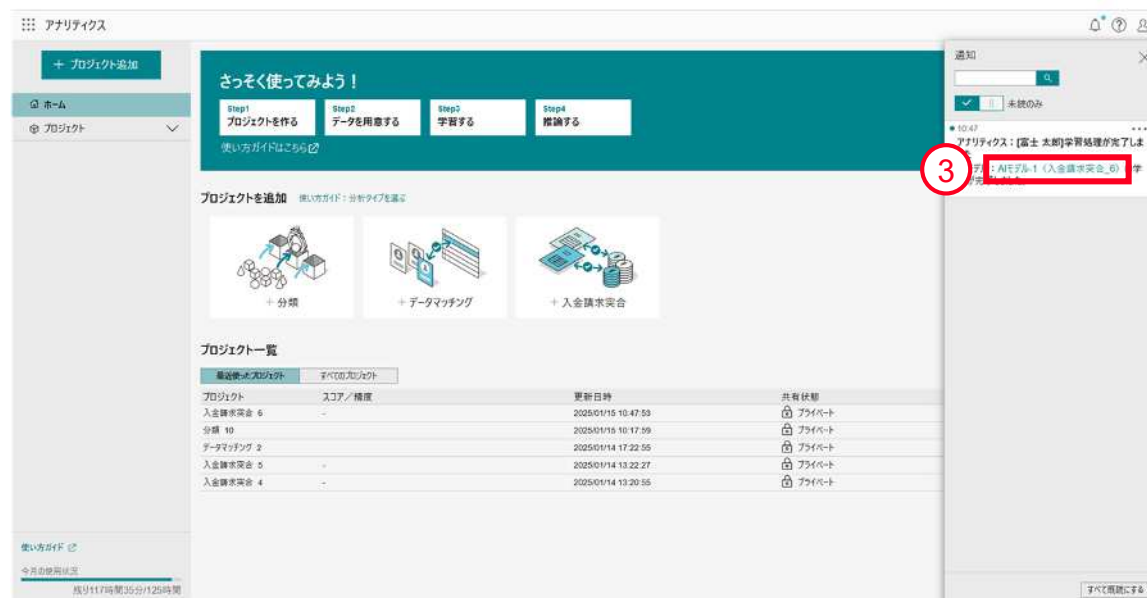 アナリティクス
＋ プロジェクト追加
ホーム
プロジェクト
さっそく使ってみよう！
Step1
プロジェクトを作る
Step2
データを用意する
Step3
学習する
Step4
推論する
使い方ガイドはこちら
プロジェクトを追加 使い方ガイド：分析タイプを選ぶ
＋分類
＋データマッチング
＋入金請求突合
プロジェクト一覧
最近使ったプロジェクト すべてのプロジェクト
プロジェクト スコア／精度 更新日時 共有状態
入金請求突合 6 - 2025/01/15 10:47:53 プライベート
分類 10 2025/01/15 10:17:59 プライベート
データマッチング 2 2025/01/14 17:22:55 プライベート
入金請求突合 5 - 2025/01/14 13:22:27 プライベート
入金請求突合 4 - 2025/01/14 13:20:55 プライベート
使い方ガイド
今月の使用状況
残り117時間35分/125時間
通知
未読のみ
10:47
アナリティクス：[富士 太郎]学習処理が完了しま
3
デル：AIモデル-1（入金請求突合_6） 学
すべて既読にする